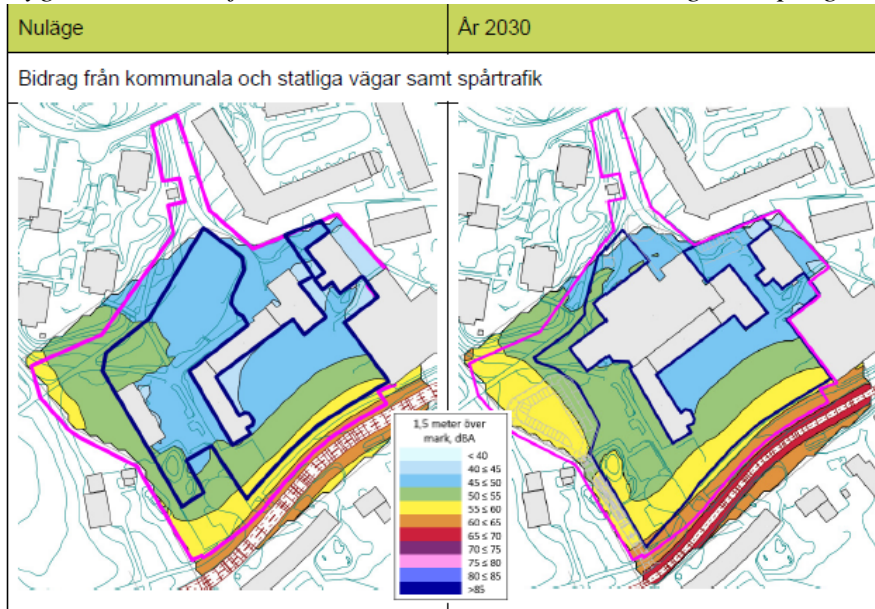 Nuläge
År 2030
Bidrag från kommunala och statliga vägar samt spårtrafik
1,5 meter över
mark, dBA
< 40
40 ≤ 45
45 ≤ 50
50 ≤ 55
55 ≤ 60
60 ≤ 65
65 ≤ 70
70 ≤ 75
75 ≤ 80
80 ≤ 85
>85